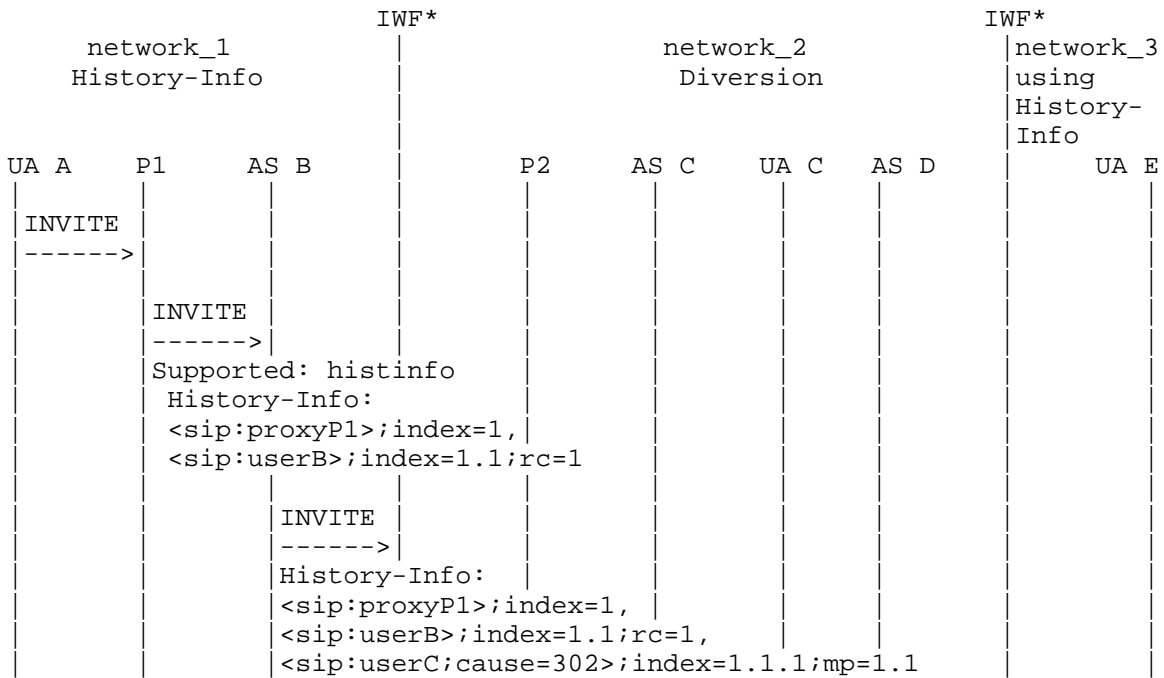 IWF* IWF*
network_1 | network_2 |network_3
History-Info | Diversion |using
| |History-
| |Info
UA A P1 AS B | P2 AS C UA C AS D | UA E
| | | | | | | | | |
|INVITE | | | | | | | | |
|------>| | | | | | | | |
| | | | | | | | | |
| |INVITE | | | | | | | |
| |------>| | | | | | | |
| |Supported: histinfo | | | | | |
| | History-Info: | | | | | |
| | <sip:proxyP1>;index=1,| | | | | |
| | <sip:userB>;index=1.1;rc=1 | | | | |
| | | | | | | | | |
| | |INVITE | | | | | | |
| | |------>| | | | | | |
| | |History-Info: | | | | | |
| | |<sip:proxyP1>;index=1, | | | | |
| | |<sip:userB>;index=1.1;rc=1, | | | |
| | |<sip:userC;cause=302>;index=1.1.1;mp=1.1 | |